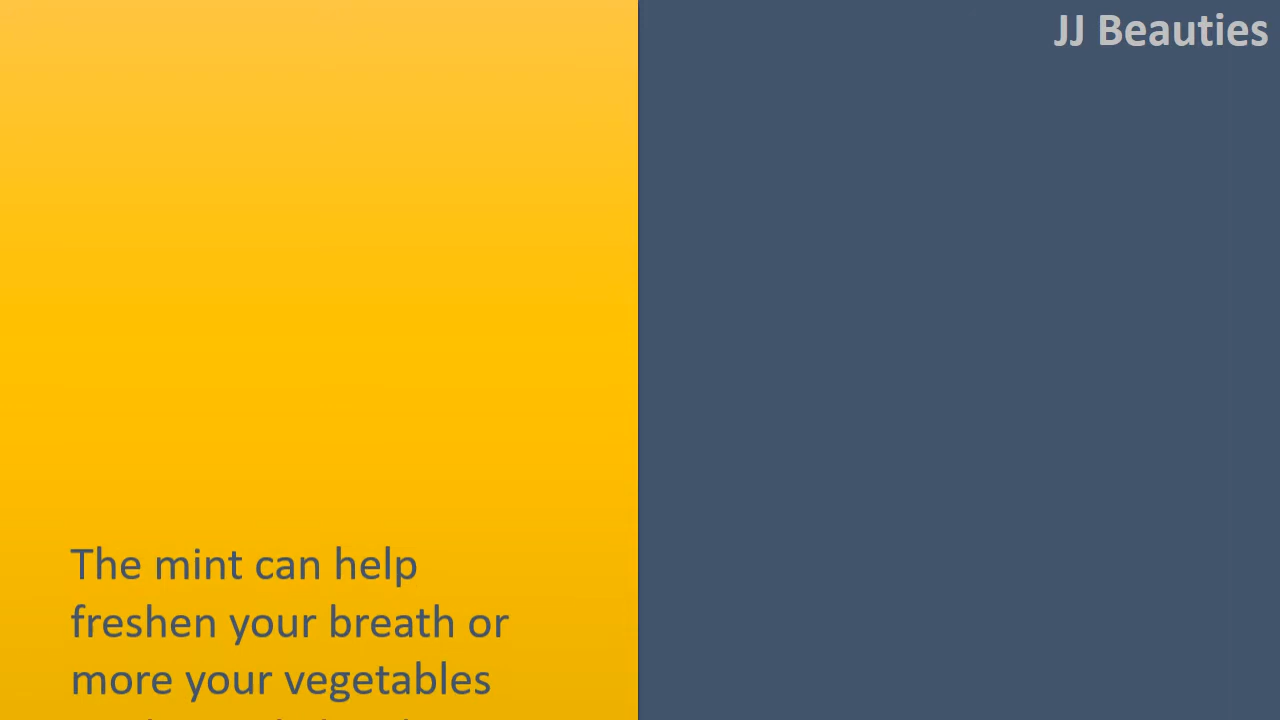 JJ Beauties
The mint can help
freshen your breath or
more your vegetables